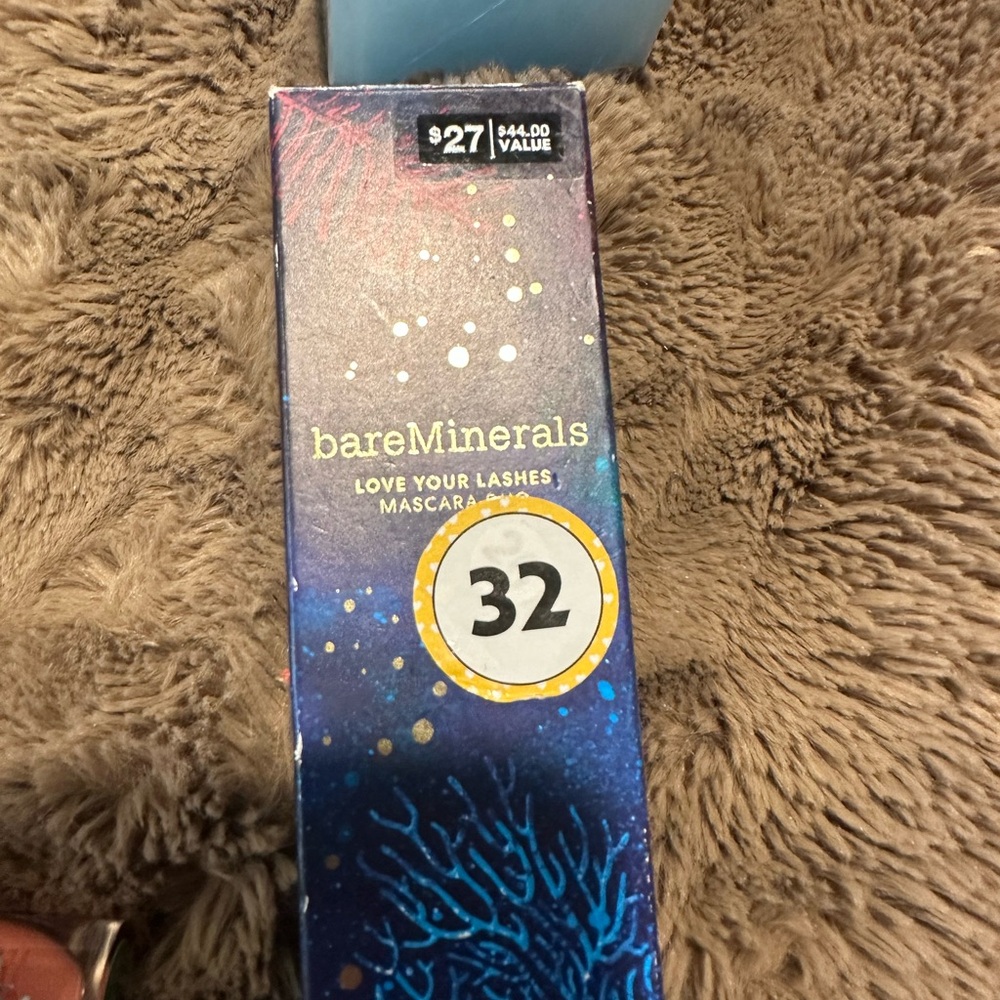 $27 | $44.00
VALUE
bareMinerals
LOVE YOUR LASHES
MASCARA
32